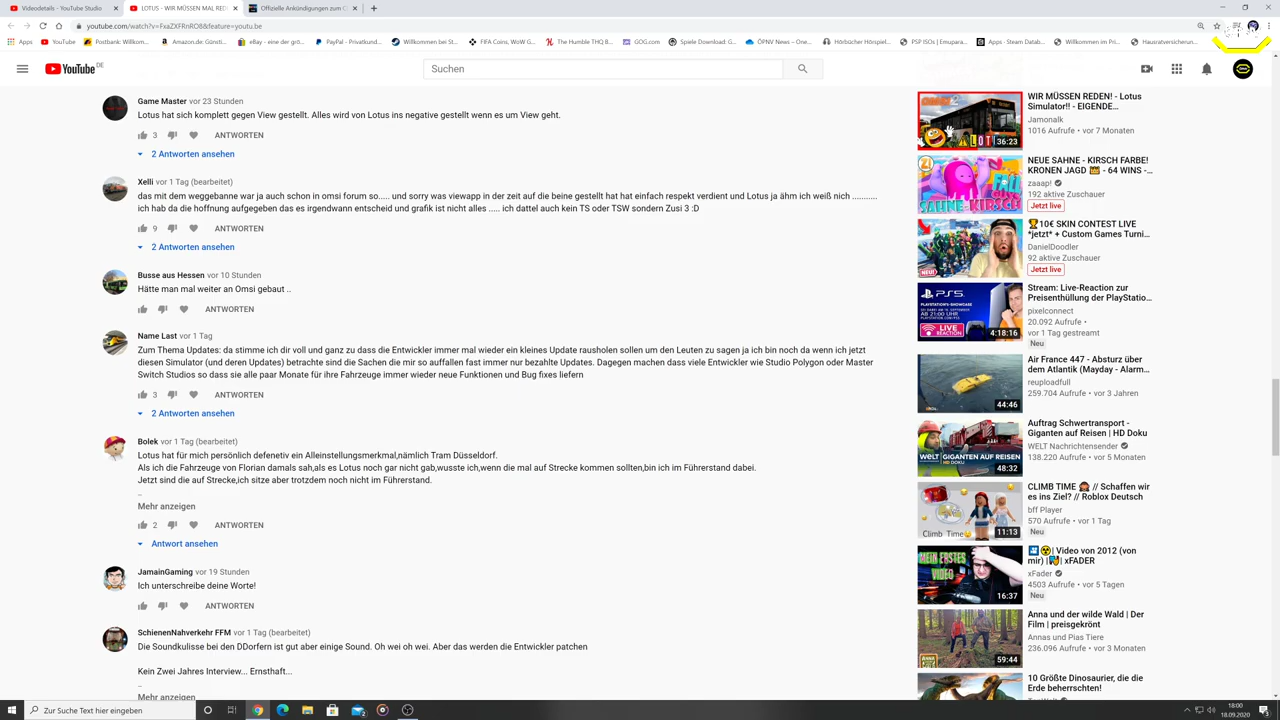 Videodetails - YouTube Studio
(LOTUS - WIR MÜSSEN MAL RED
Offizielle Ankündigungen zum
youtube.com/watch?v=FxaZXFRnRO8&feature=youtu.be
Apps
YouTube
Postbank: Willkom...
Amazon.de: Günsti...
eBay - eine der grö...
PayPal - Privatkund...
Willkommen bei St...
FIFA Coins, WoW G...
The Humble THQ B...
GOG.com
Spiele Download: G...
ÖPNV News – One...
Hörbücher Hörspiel...
PSP ISOs | Emupara...
Apps · Steam Datab...
Willkommen im Pri...
Hausratversicherun...
YouTube DE
Suchen
Game Master vor 23 Stunden
Lotus hat sich komplett gegen View gestellt. Alles wird von Lotus ins negative gestellt wenn es um View geht.
3 ANTWORTEN
2 Antworten ansehen
Xelli vor 1 Tag (bearbeitet)
das mit dem weggebanne war ja auch schon in omsi forum so..... und sorry was viewapp in der zeit auf die beine gestellt hat hat einfach respekt verdient und Lotus ja ähm ich weiß nich ...........
ich hab da die hoffnung aufgegeben das es irgendwann entscheid und grafik ist nicht alles ..... ich dattel auch kein TS oder TSW sondern Zusi 3 :D
9 ANTWORTEN
2 Antworten ansehen
Busse aus Hessen vor 10 Stunden
Hätte man mal weiter an Omsi gebaut ..
ANTWORTEN
Name Last vor 1 Tag
Zum Thema Updates: da stimme ich dir voll und ganz zu dass die Entwickler immer mal wieder ein kleines Update rausholen sollen um den Leuten zu sagen ja ich bin noch da wenn ich jetzt
diesen Simulator (und deren Updates) betrachte sind die Sachen die mir so auffallen fast immer nur bezahlte Updates. Dagegen machen dass viele Entwickler wie Studio Polygon oder Master
Switch Studios so dass sie alle paar Monate für ihre Fahrzeuge immer wieder neue Funktionen und Bug fixes liefern
3 ANTWORTEN
2 Antworten ansehen
Bolek vor 1 Tag (bearbeitet)
Lotus hat für mich persönlich defenetiv ein Alleinstellungsmerkmal,nämlich Tram Düsseldorf.
Als ich die Fahrzeuge von Florian damals sah,als es Lotus noch gar nicht gab,wusste ich,wenn die mal auf Strecke kommen sollten,bin ich im Führerstand dabei.
Jetzt sind die auf Strecke,ich sitze aber trotzdem noch nicht im Führerstand.
..
Mehr anzeigen
2 ANTWORTEN
Antwort ansehen
JamainGaming vor 19 Stunden
Ich unterschreibe deine Worte!
ANTWORTEN
SchienenNahverkehr FFM vor 1 Tag (bearbeitet)
Die Soundkulisse bei den DDorfern ist gut aber einige Sound. Oh wei oh wei. Aber das werden die Entwickler patchen
Kein Zwei Jahres Interview... Ernsthaft...
..
Mehr anzeigen
36:23
WIR MÜSSEN REDEN! - Lotus
Simulator!! - EIGENDE...
Jamonalk
1016 Aufrufe • vor 7 Monaten
NEUE SAHNE - KIRSCH FARBE!
KRONEN JAGD - 64 WINS -...
zaaap!
192 aktive Zuschauer
Jetzt live
NEU!
10€ SKIN CONTEST LIVE
*jetzt* + Custom Games Turni...
DanielDoodler
92 aktive Zuschauer
Jetzt live
PS5
LIVE
REACTION
4:18:16
Stream: Live-Reaction zur
Preisenthüllung der PlayStatio...
pixelconnect
20.092 Aufrufe •
vor 1 Tag gestreamt
Neu
44:46
Air France 447 - Absturz über
dem Atlantik (Mayday - Alarm...
reuploadfull
259.704 Aufrufe • vor 3 Jahren
welt GIGANTEN AUF REISEN
HD DOKU
48:32
Auftrag Schwertransport -
Giganten auf Reisen | HD Doku
WELT Nachrichtensender
138.220 Aufrufe • vor 5 Monaten
Climb Time
11:13
CLIMB TIME // Schaffen wir
es ins Ziel? // Roblox Deutsch
bff Player
570 Aufrufe • vor 1 Tag
Neu
MEIN ERSTES
VIDEO
16:37
| Video von 2012 (von
mir) | | xFADER
xFader
4503 Aufrufe • vor 5 Tagen
Neu
ANNA
59:44
Anna und der wilde Wald | Der
Film | preisgekrönt
Annas und Pias Tiere
236.096 Aufrufe • vor 3 Monaten
10 Größte Dinosaurier, die die
Erde beherrschten!
Zur Suche Text hier eingeben
18:00
18.09.2020